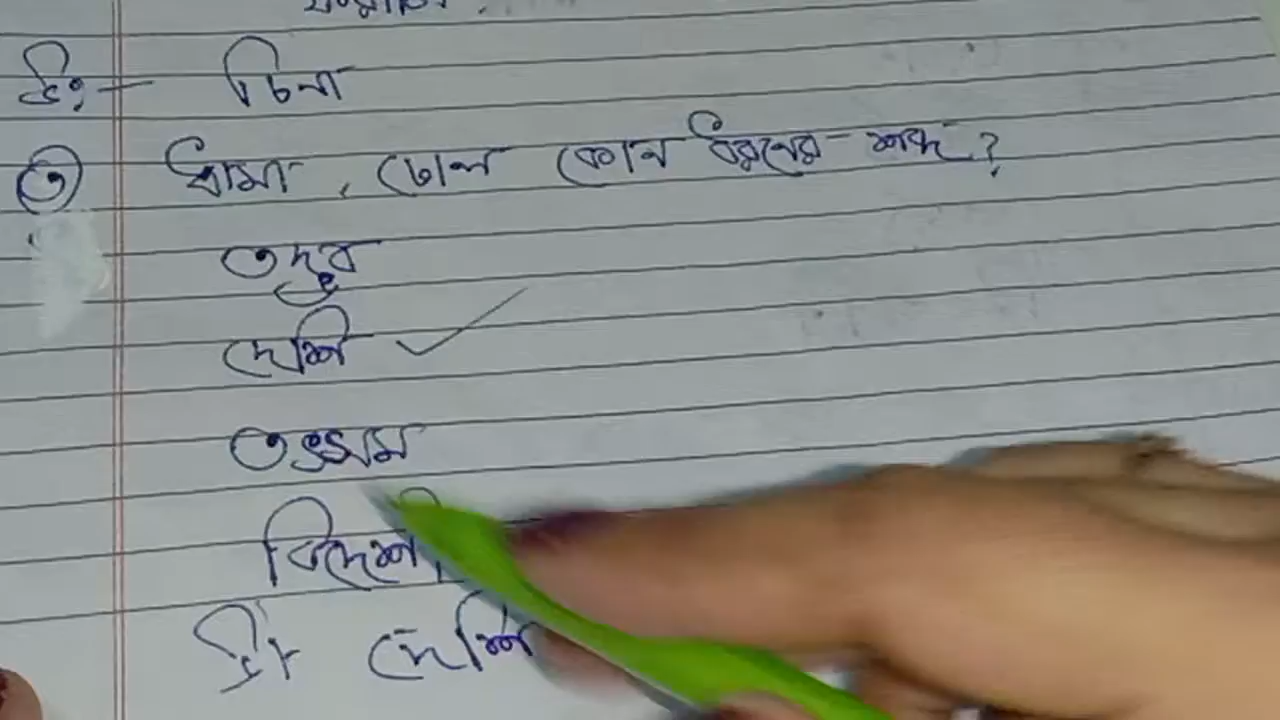 উঃ- চিনা
৩ ধামা, ঢোল কোন ধরনের শব্দ?
তদ্ভব
দেশি ✓
তৎসম
বিদেশি
উঃ দেশি